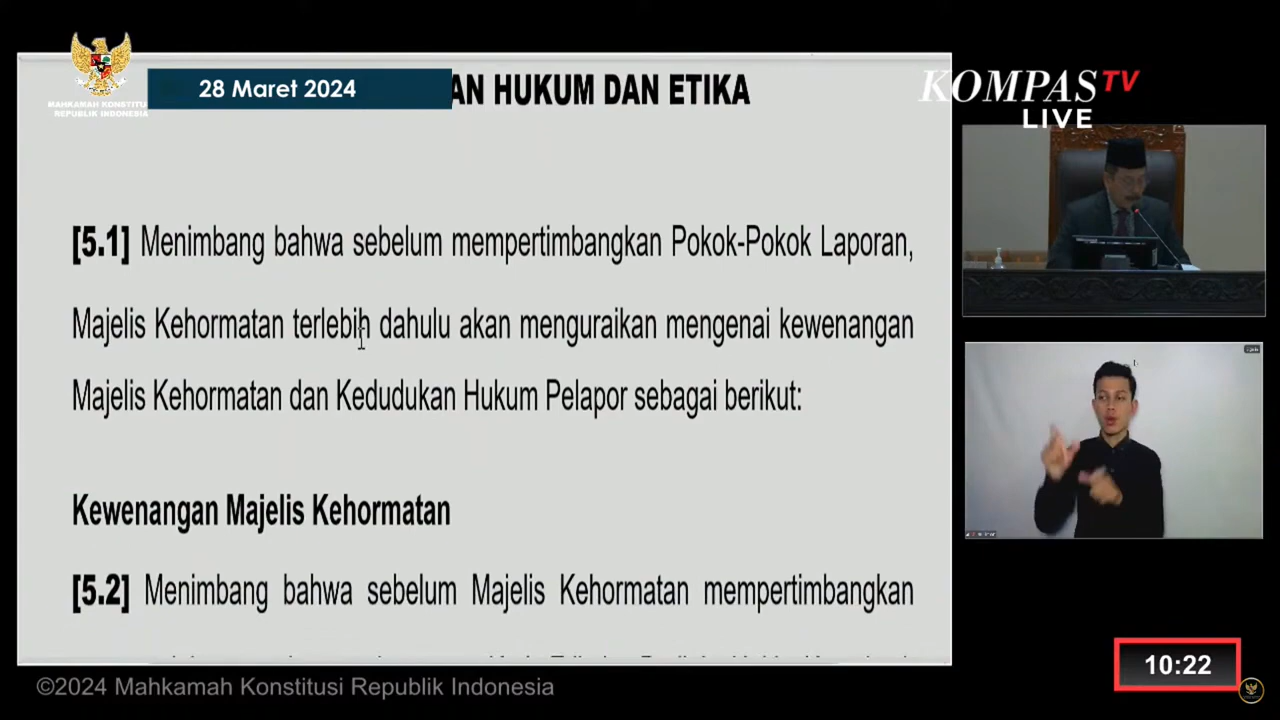 MAHKAMAH KONSTITUSI
REPUBLIK INDONESIA
28 Maret 2024
AN HUKUM DAN ETIKA
KOMPAS TV
LIVE
[5.1] Menimbang bahwa sebelum mempertimbangkan Pokok-Pokok Laporan,
Majelis Kehormatan terlebih dahulu akan menguraikan mengenai kewenangan
Majelis Kehormatan dan Kedudukan Hukum Pelapor sebagai berikut:
Kewenangan Majelis Kehormatan
[5.2] Menimbang bahwa sebelum Majelis Kehormatan mempertimbangkan
10:22
©2024 Mahkamah Konstitusi Republik Indonesia